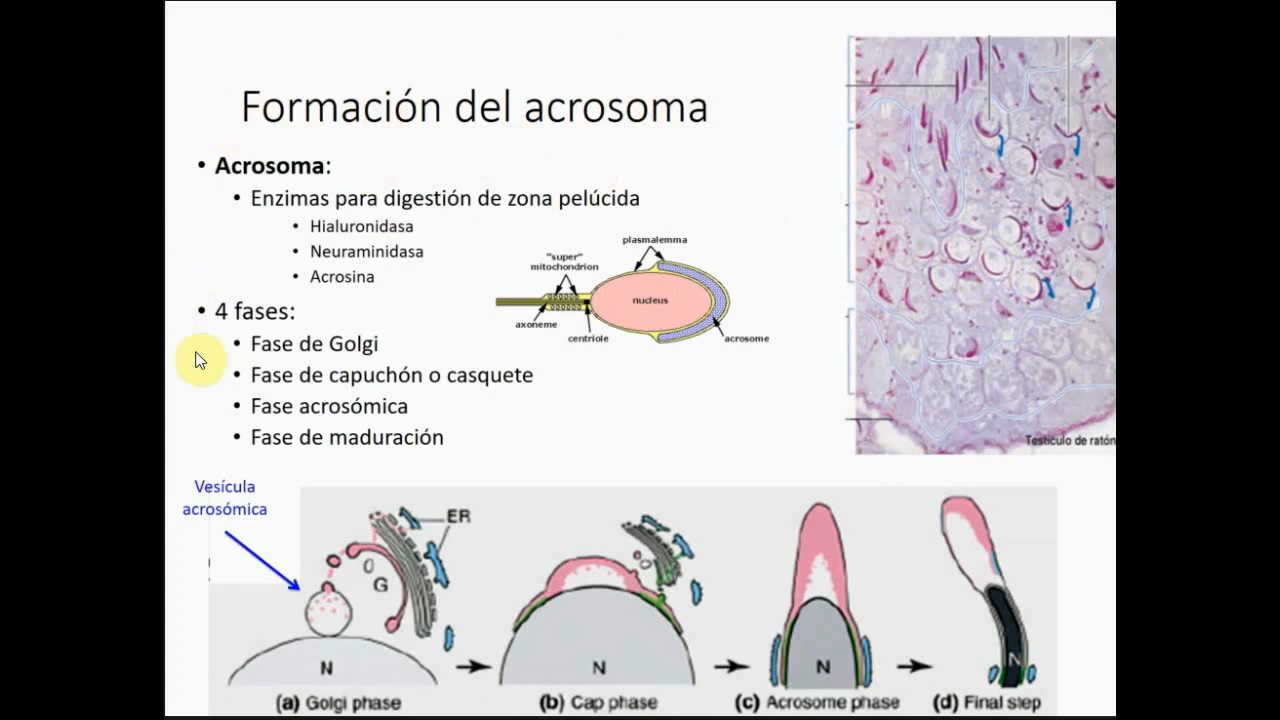 Formación del acrosoma
• Acrosoma:
• Enzimas para digestión de zona pelúcida
• Hialuronidasa
• Neuraminidasa
• Acrosina
• 4 fases:
• Fase de Golgi
• Fase de capuchón o casquete
• Fase acrosómica
• Fase de maduración
plasmalemma
"super"
mitochondrion
nucleus
axoneme
centriole
acrosome
Testículo de ratón
Vesícula
acrosómica
ER
G
N
N
N
N
(a) Golgi phase
(b) Cap phase
(c) Acrosome phase
(d) Final step